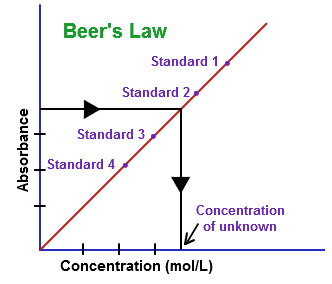 Beer's Law
Standard 1
Standard 2
Standard 3
Standard 4
Absorbance
Concentration
of unknown
Concentration (mol/L)